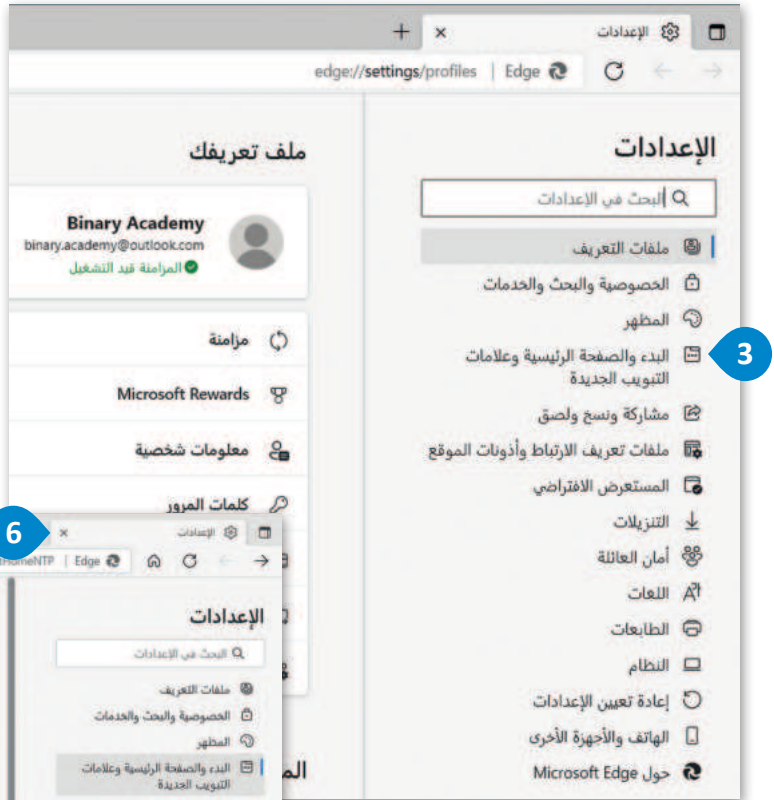 الإعدادات
edge://settings/profiles | Edge
الإعدادات
البحث في الإعدادات
ملفات التعريف
الخصوصية والبحث والخدمات
المظهر
3
البدء والصفحة الرئيسية وعلامات
التبويب الجديدة
مشاركة ونسخ ولصق
ملفات تعريف الارتباط وأذونات الموقع
المستعرض الافتراضي
التنزيلات
أمان العائلة
اللغات
الطابعات
النظام
إعادة تعيين الإعدادات
الهاتف والأجهزة الأخرى
حول Microsoft Edge
ملف تعريفك
Binary Academy
binary.academy@outlook.com
المزامنة قيد التشغيل
مزامنة
Microsoft Rewards
معلومات شخصية
كلمات المرور
6
الإعدادات
HomeNTP | Edge
الإعدادات
البحث في الإعدادات
ملفات التعريف
الخصوصية والبحث والخدمات
المظهر
البدء والصفحة الرئيسية وعلامات
التبويب الجديدة